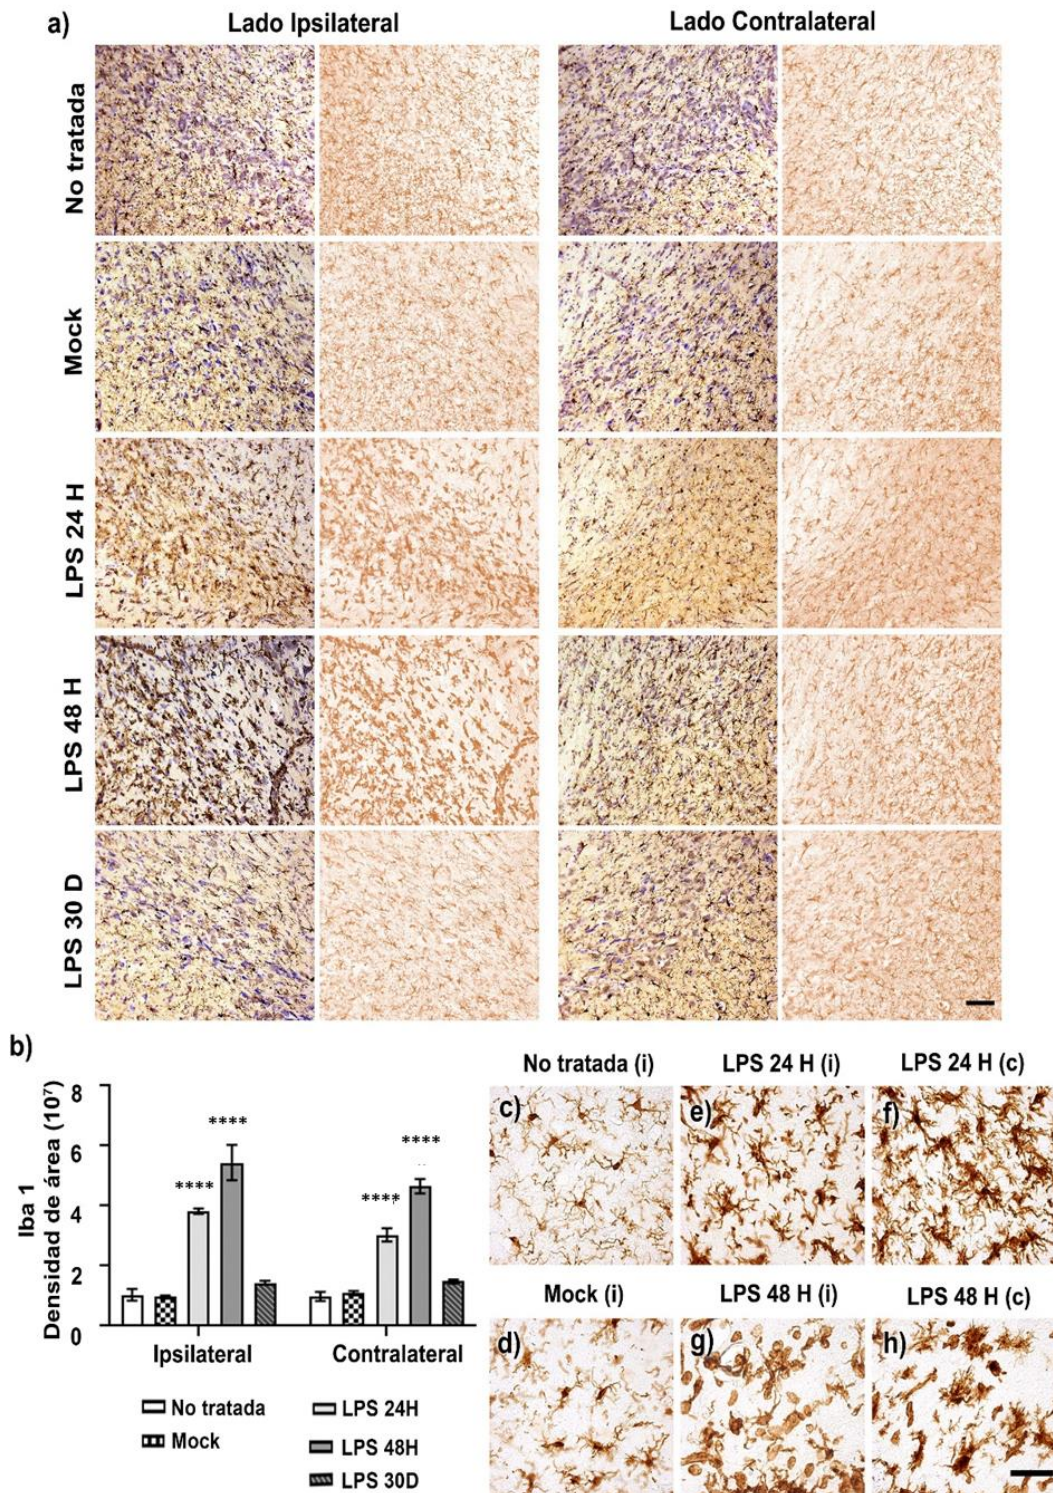 a)
Lado Ipsilateral
Lado Contralateral
No tratada
Mock
LPS 24 H
LPS 48 H
LPS 30 D
b)
Iba 1
Densidad de área (10⁷)
8
6
4
2
0
****
****
****
****
Ipsilateral
Contralateral
No tratada
Mock
LPS 24H
LPS 48H
LPS 30D
No tratada (i)
LPS 24 H (i)
LPS 24 H (c)
c)
e)
f)
Mock (i)
LPS 48 H (i)
LPS 48 H (c)
d)
g)
h)